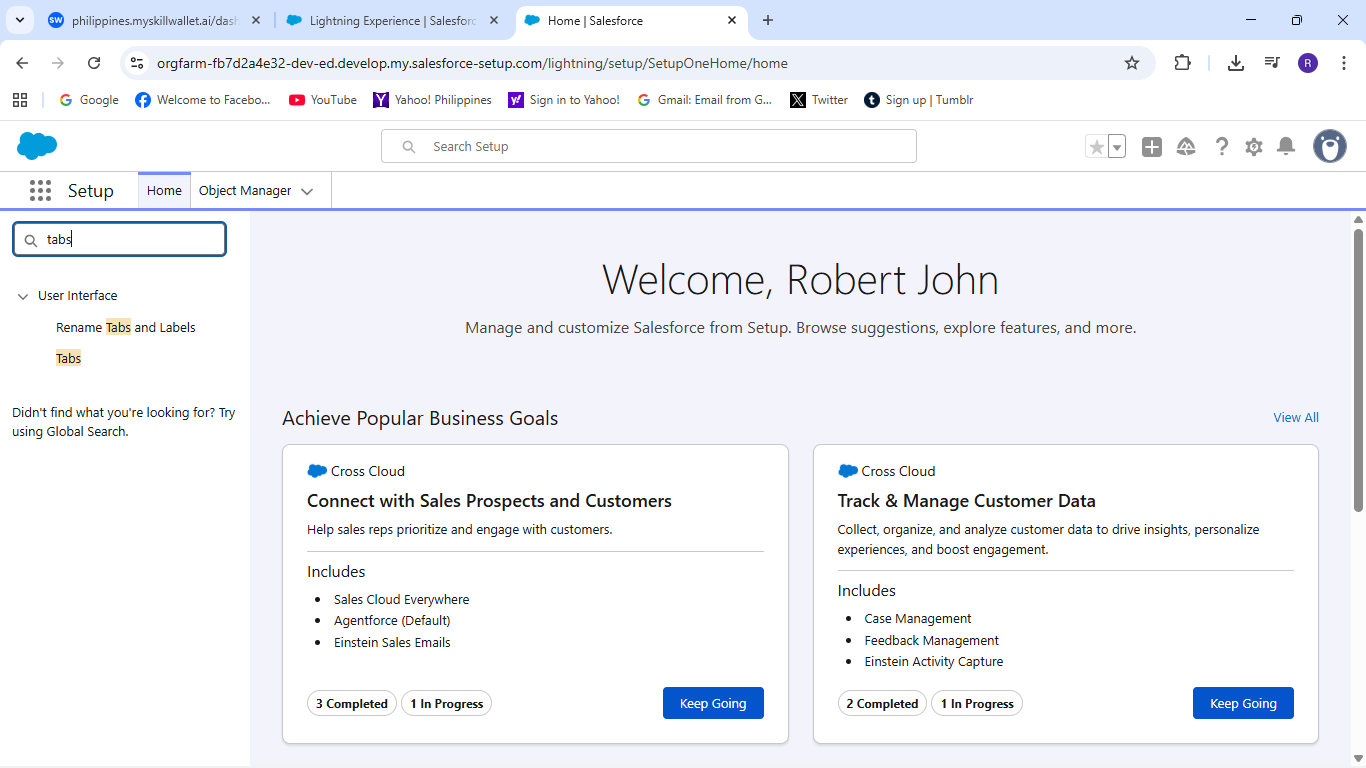 SW philippines.myskillwallet.ai/dash
Lightning Experience | Salesforc
Home | Salesforce
orgfarm-fb7d2a4e32-dev-ed.develop.my.salesforce-setup.com/lightning/setup/SetupOneHome/home
R
Google
Welcome to Facebo...
YouTube
Yahoo! Philippines
Sign in to Yahoo!
Gmail: Email from G...
Twitter
Sign up | Tumblr
Search Setup
Setup
Home
Object Manager
tabs
User Interface
Rename Tabs and Labels
Tabs
Didn't find what you're looking for? Try
using Global Search.
Welcome, Robert John
Manage and customize Salesforce from Setup. Browse suggestions, explore features, and more.
Achieve Popular Business Goals
View All
Cross Cloud
Connect with Sales Prospects and Customers
Help sales reps prioritize and engage with customers.
Includes
• Sales Cloud Everywhere
• Agentforce (Default)
• Einstein Sales Emails
3 Completed
1 In Progress
Keep Going
Cross Cloud
Track & Manage Customer Data
Collect, organize, and analyze customer data to drive insights, personalize
experiences, and boost engagement.
Includes
• Case Management
• Feedback Management
• Einstein Activity Capture
2 Completed
1 In Progress
Keep Going